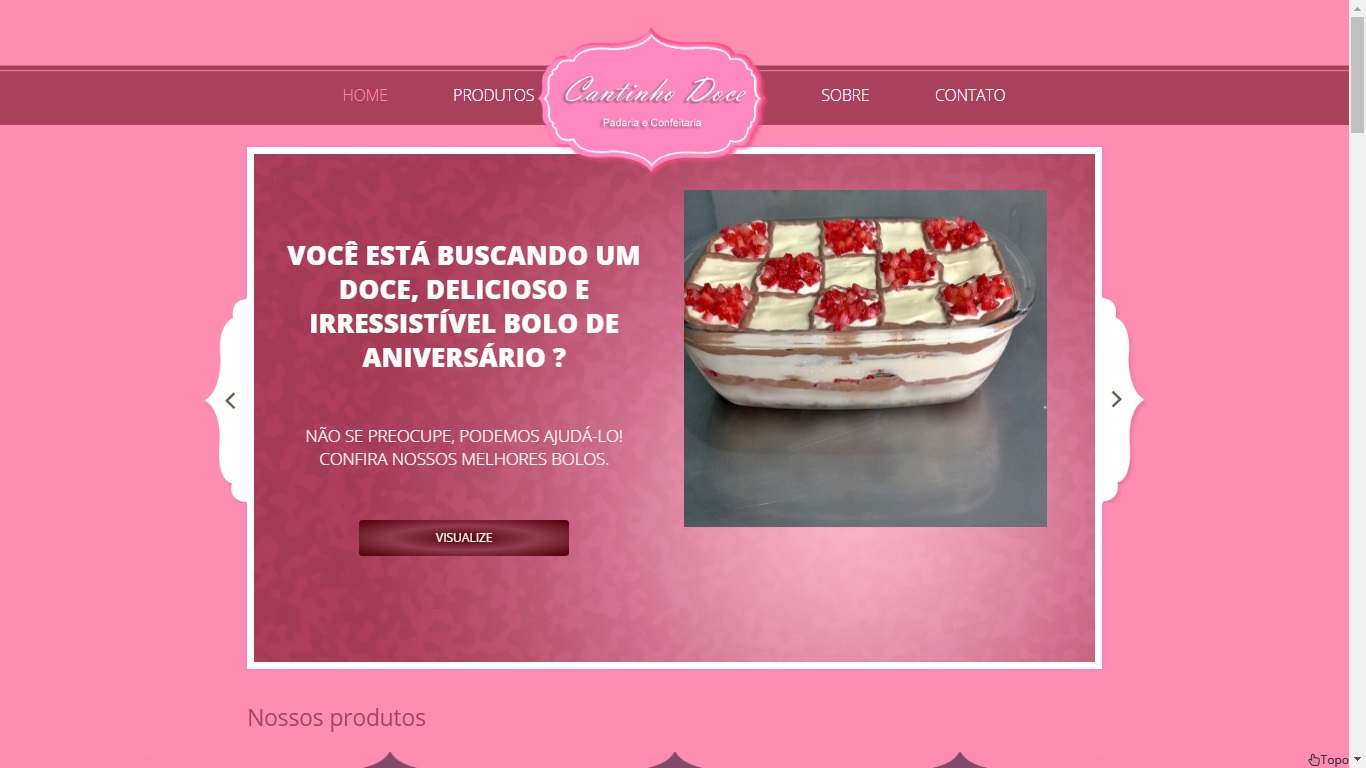 HOME
PRODUTOS
Cantinho Doce
Padaria e Confeitaria
SOBRE
CONTATO
VOCÊ ESTÁ BUSCANDO UM
DOCE, DELICIOSO E
IRRESSISTÍVEL BOLO DE
ANIVERSÁRIO ?
NÃO SE PREOCUPE, PODEMOS AJUDÁ-LO!
CONFIRA NOSSOS MELHORES BOLOS.
VISUALIZE
Nossos produtos
Topo